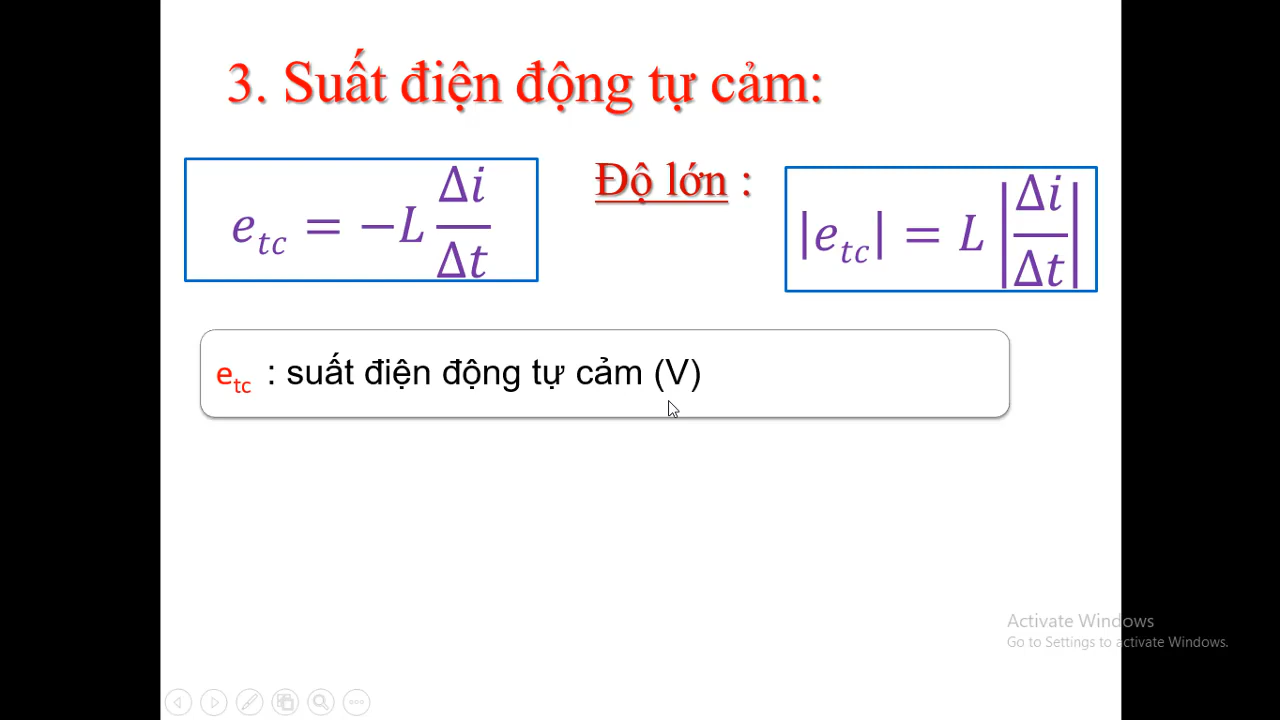 3. Suất điện động tự cảm:
e_tc = −L Δi/Δt
Độ lớn :
|e_tc| = L |Δi/Δt|
e_tc : suất điện động tự cảm (V)
Activate Windows
Go to Settings to activate Windows.